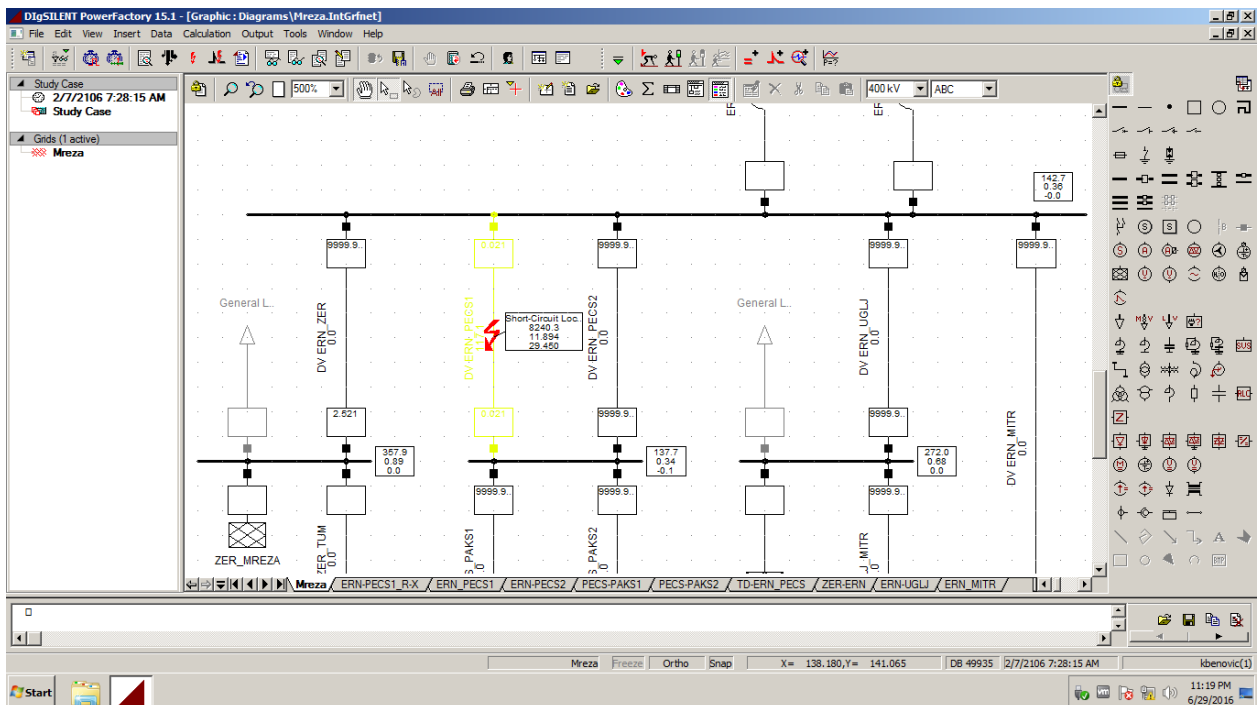 DIgSILENT PowerFactory 15.1 - [Graphic : Diagrams\Mreza.IntGrfnet]
File Edit View Insert Data Calculation Output Tools Window Help
Study Case
2/7/2106 7:28:15 AM
Study Case
Grids (1 active)
Mreza
500%
400 kV
ABC
142.7
0.36
-0.0
9999.9..
0.021
9999.9..
9999.9..
9999.9..
General L..
DV ERN_ZER
0.0
DV ERN_PECS1
Short-Circuit Loc..
8240.3
11.894
29.450
DV ERN_PECS2
0.0
General L..
DV ERN_UGLJ
0.0
DV ERN_MITR
0.0
2.521
0.021
9999.9..
9999.9..
357.9
0.89
0.0
137.7
0.34
-0.1
272.0
0.68
0.0
9999.9..
9999.9..
9999.9..
ZER_MREZA
ZER_TUM
0.0
S_PAKS1
S_PAKS2
J_MITR
Mreza ERN-PECS1_R-X ERN_PECS1 ERN-PECS2 PECS-PAKS1 PECS-PAKS2 TD-ERN_PECS ZER-ERN ERN-UGLJ ERN_MITR
Mreza Freeze Ortho Snap X= 138.180,Y= 141.065 DB 49935 2/7/2106 7:28:15 AM kbenovic(1)
Start
11:19 PM
6/29/2016